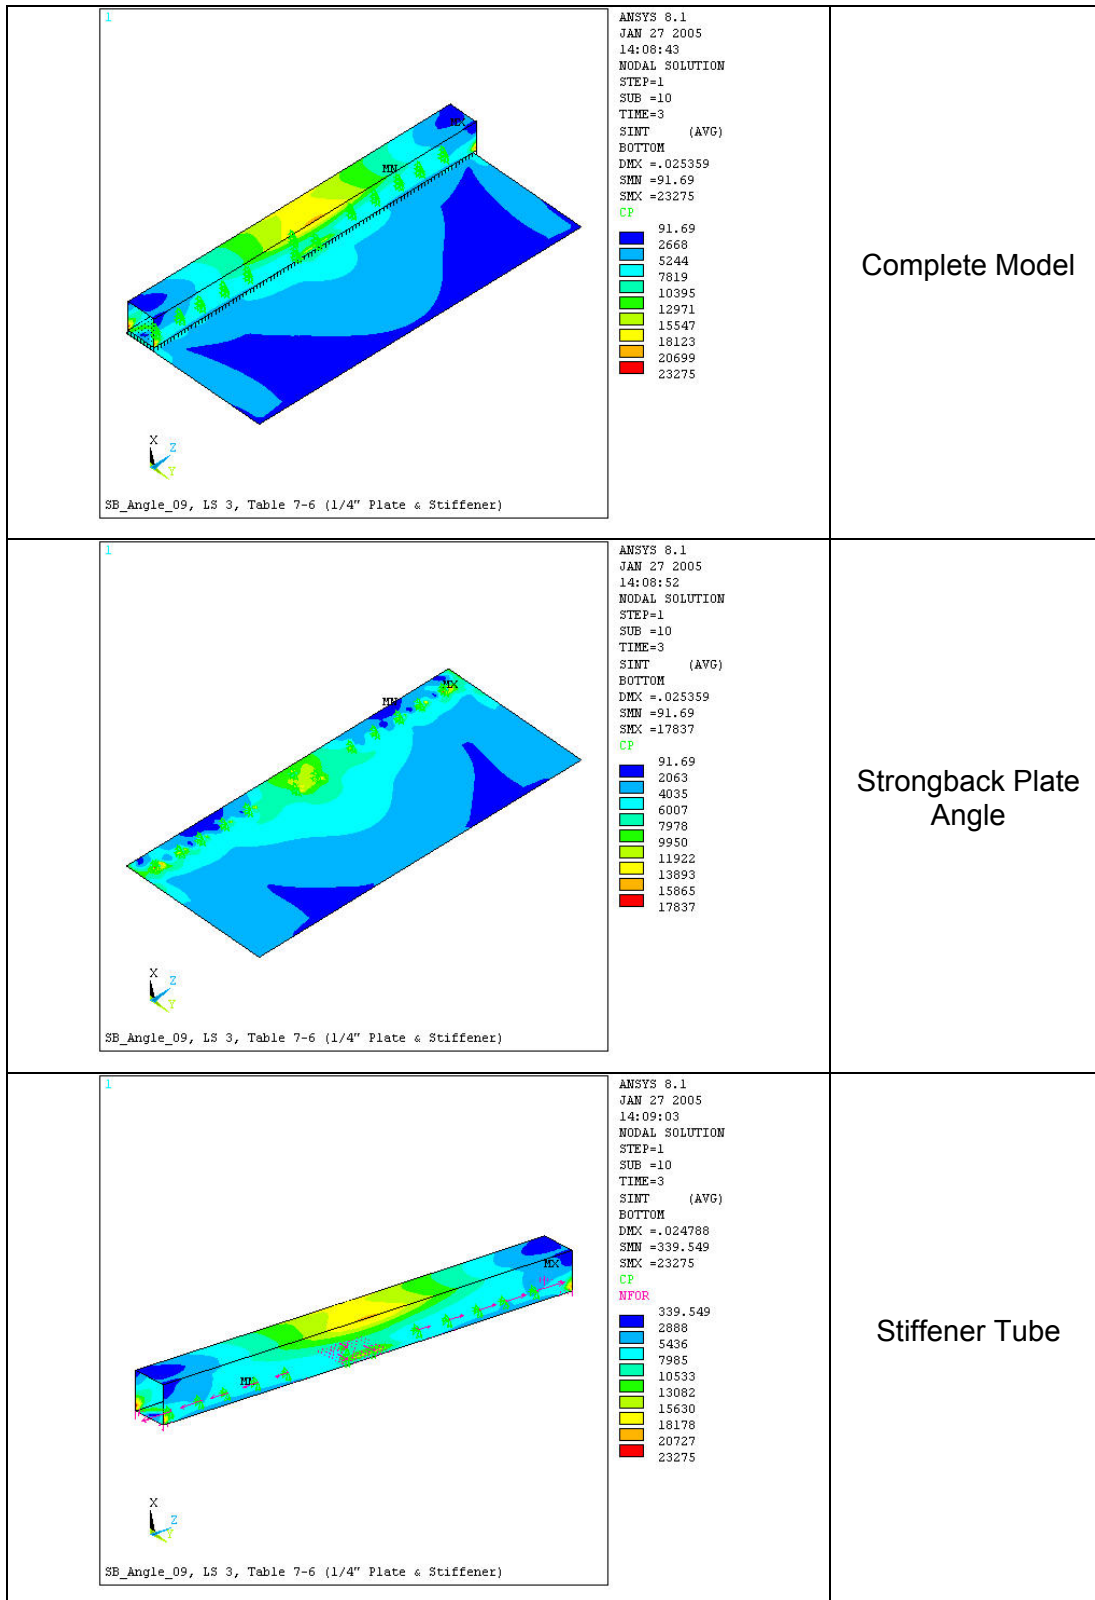 1
ANSYS 8.1
JAN 27 2005
14:08:43
NODAL SOLUTION
STEP=1
SUB =10
TIME=3
SINT (AVG)
BOTTOM
DMX =.025359
SMN =91.69
SMX =23275
CP
91.69
2668
5244
7819
10395
12971
15547
18123
20699
23275
MX
MN
X
Z
Y
SB_Angle_09, LS 3, Table 7-6 (1/4" Plate & Stiffener)
Complete Model
1
ANSYS 8.1
JAN 27 2005
14:08:52
NODAL SOLUTION
STEP=1
SUB =10
TIME=3
SINT (AVG)
BOTTOM
DMX =.025359
SMN =91.69
SMX =17837
CP
91.69
2063
4035
6007
7978
9950
11922
13893
15865
17837
MX
MN
X
Z
Y
SB_Angle_09, LS 3, Table 7-6 (1/4" Plate & Stiffener)
Strongback Plate
Angle
1
ANSYS 8.1
JAN 27 2005
14:09:03
NODAL SOLUTION
STEP=1
SUB =10
TIME=3
SINT (AVG)
BOTTOM
DMX =.024788
SMN =339.549
SMX =23275
CP
NFOR
339.549
2888
5436
7985
10533
13082
15630
18178
20727
23275
MX
MN
X
Z
Y
SB_Angle_09, LS 3, Table 7-6 (1/4" Plate & Stiffener)
Stiffener Tube